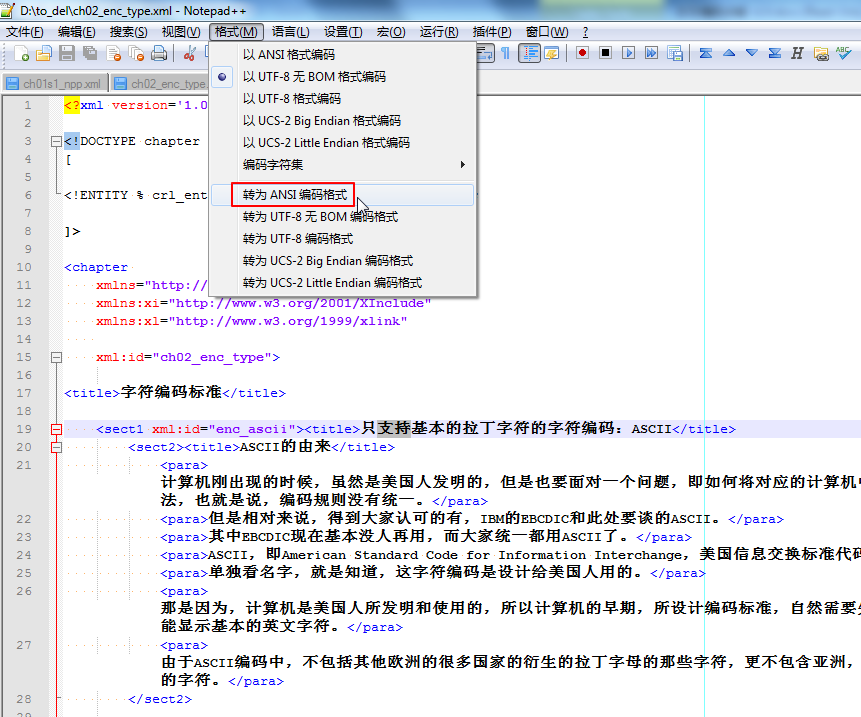 D:\to_del\ch02_enc_type.xml - Notepad++
文件(F) 编辑(E) 搜索(S) 视图(V) 格式(M) 语言(L) 设置(T) 宏(O) 运行(R) 插件(P) 窗口(W) ?
ch01s1_npp.xml ch02_enc_type.
以 ANSI 格式编码
以 UTF-8 无 BOM 格式编码
以 UTF-8 格式编码
以 UCS-2 Big Endian 格式编码
以 UCS-2 Little Endian 格式编码
编码字符集
转为 ANSI 编码格式
转为 UTF-8 无 BOM 编码格式
转为 UTF-8 编码格式
转为 UCS-2 Big Endian 编码格式
转为 UCS-2 Little Endian 编码格式
1 <?xml version='1.0
2
3 <!DOCTYPE chapter
4 [
5
6 <!ENTITY % crl_ent
7
8 ]>
9
10 <chapter
11 xmlns="http://
12 xmlns:xi="http://www.w3.org/2001/XInclude"
13 xmlns:xl="http://www.w3.org/1999/xlink"
14
15 xml:id="ch02_enc_type">
16
17 <title>字符编码标准</title>
18
19 <sect1 xml:id="enc_ascii"><title>只支持基本的拉丁字符的字符编码：ASCII</title>
20 <sect2><title>ASCII的由来</title>
21 <para>
计算机刚出现的时候，虽然是美国人发明的，但是也要面对一个问题，即如何将对应的计算机
法，也就是说，编码规则没有统一。</para>
22 <para>但是相对来说，得到大家认可的有，IBM的EBCDIC和此处要谈的ASCII。</para>
23 <para>其中EBCDIC现在基本没人再用，而大家统一都用ASCII了。</para>
24 <para>ASCII，即American Standard Code for Information Interchange，美国信息交换标准代码
25 <para>单独看名字，就是知道，这字符编码是设计给美国人用的。</para>
26 <para>
那是因为，计算机是美国人所发明和使用的，所以计算机的早期，所设计编码标准，自然需要
能显示基本的英文字符。</para>
27 <para>
由于ASCII编码中，不包括其他欧洲的很多国家的衍生的拉丁字母的那些字符，更不包含亚洲，
的字符。</para>
28 </sect2>
29